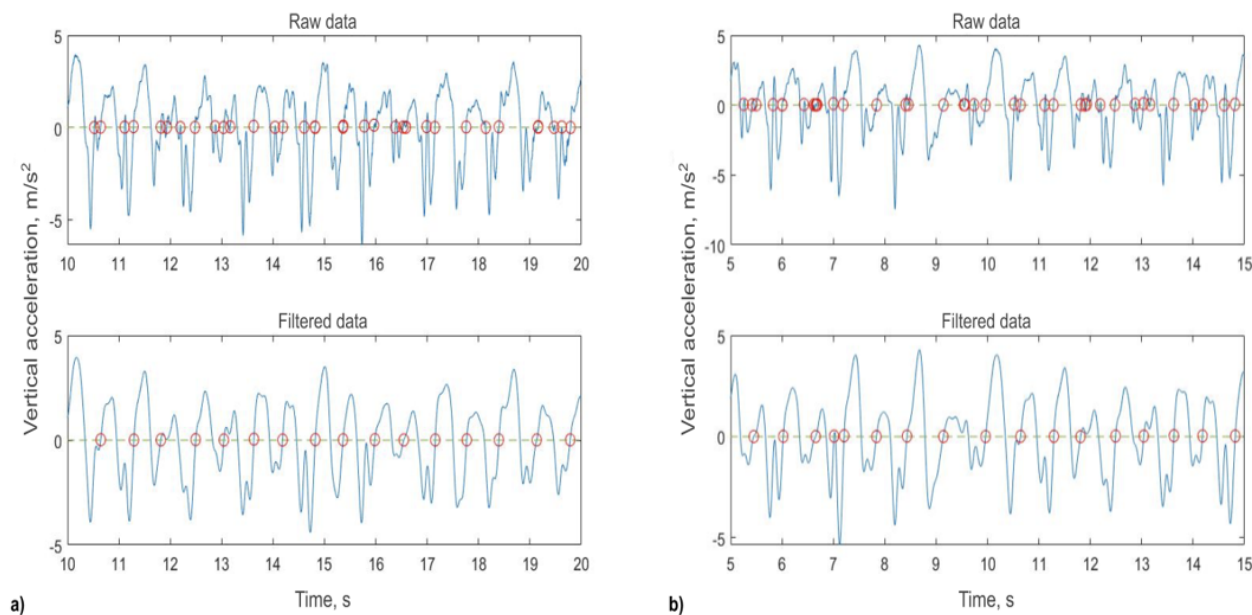 Raw data
5
0
-5
10 11 12 13 14 15 16 17 18 19 20
Filtered data
5
0
-5
10 11 12 13 14 15 16 17 18 19 20
Vertical acceleration, m/s²
Time, s
a)
Raw data
5
0
-5
-10
5 6 7 8 9 10 11 12 13 14 15
Filtered data
5
0
-5
5 6 7 8 9 10 11 12 13 14 15
Vertical acceleration, m/s²
Time, s
b)